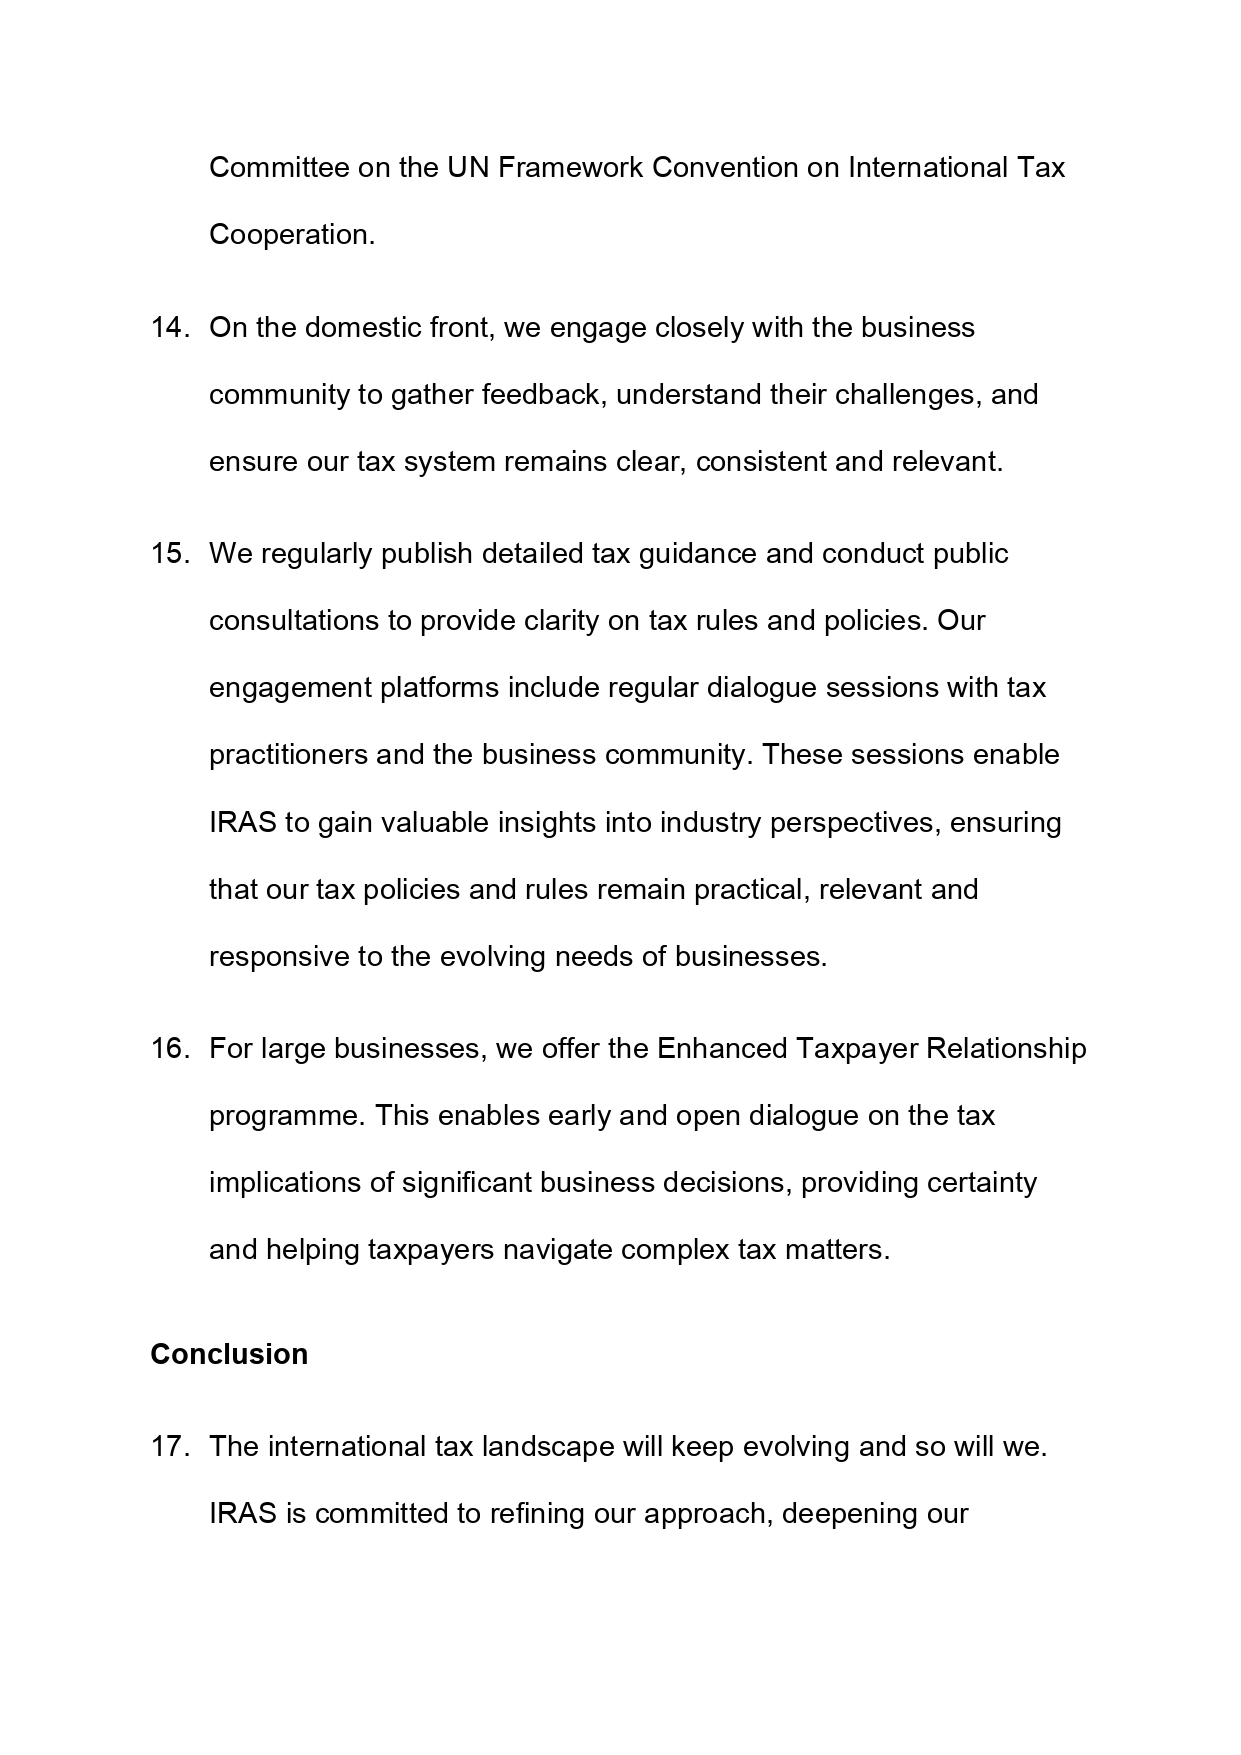 Committee on the UN Framework Convention on International Tax
Cooperation.
14. On the domestic front, we engage closely with the business
community to gather feedback, understand their challenges, and
ensure our tax system remains clear, consistent and relevant.
15. We regularly publish detailed tax guidance and conduct public
consultations to provide clarity on tax rules and policies. Our
engagement platforms include regular dialogue sessions with tax
practitioners and the business community. These sessions enable
IRAS to gain valuable insights into industry perspectives, ensuring
that our tax policies and rules remain practical, relevant and
responsive to the evolving needs of businesses.
16. For large businesses, we offer the Enhanced Taxpayer Relationship
programme. This enables early and open dialogue on the tax
implications of significant business decisions, providing certainty
and helping taxpayers navigate complex tax matters.
Conclusion
17. The international tax landscape will keep evolving and so will we.
IRAS is committed to refining our approach, deepening our